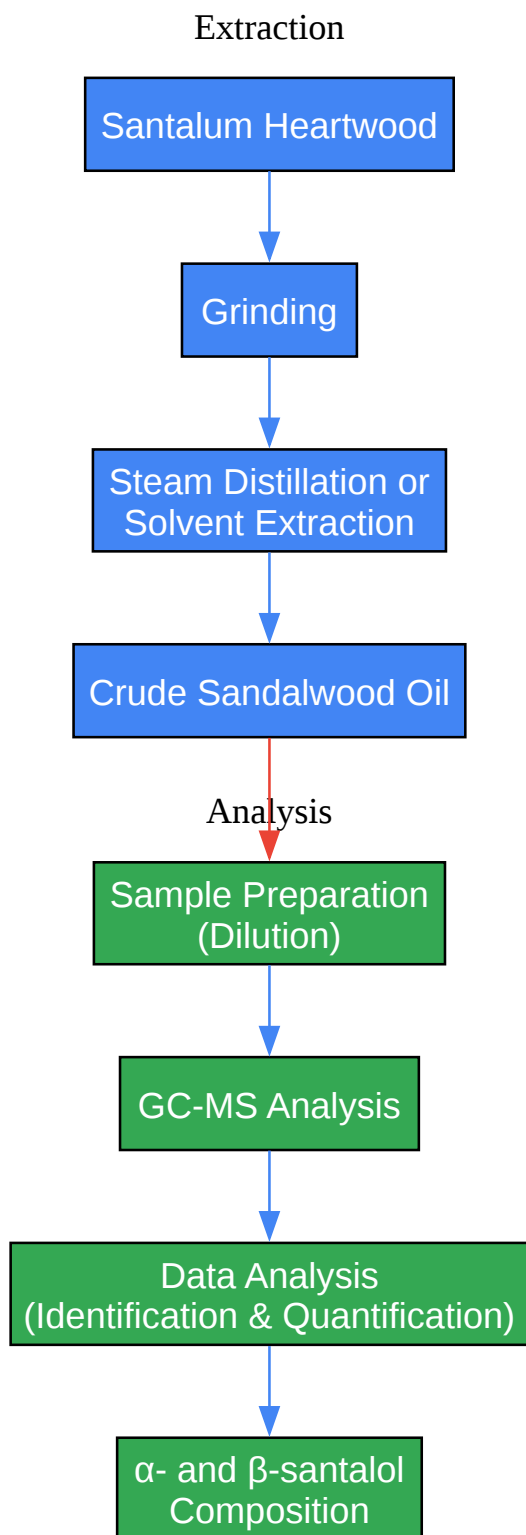 Extraction
Santalum Heartwood
Grinding
Steam Distillation or
Solvent Extraction
Crude Sandalwood Oil
Analysis
Sample Preparation
(Dilution)
GC-MS Analysis
Data Analysis
(Identification & Quantification)
α- and β-santalol
Composition